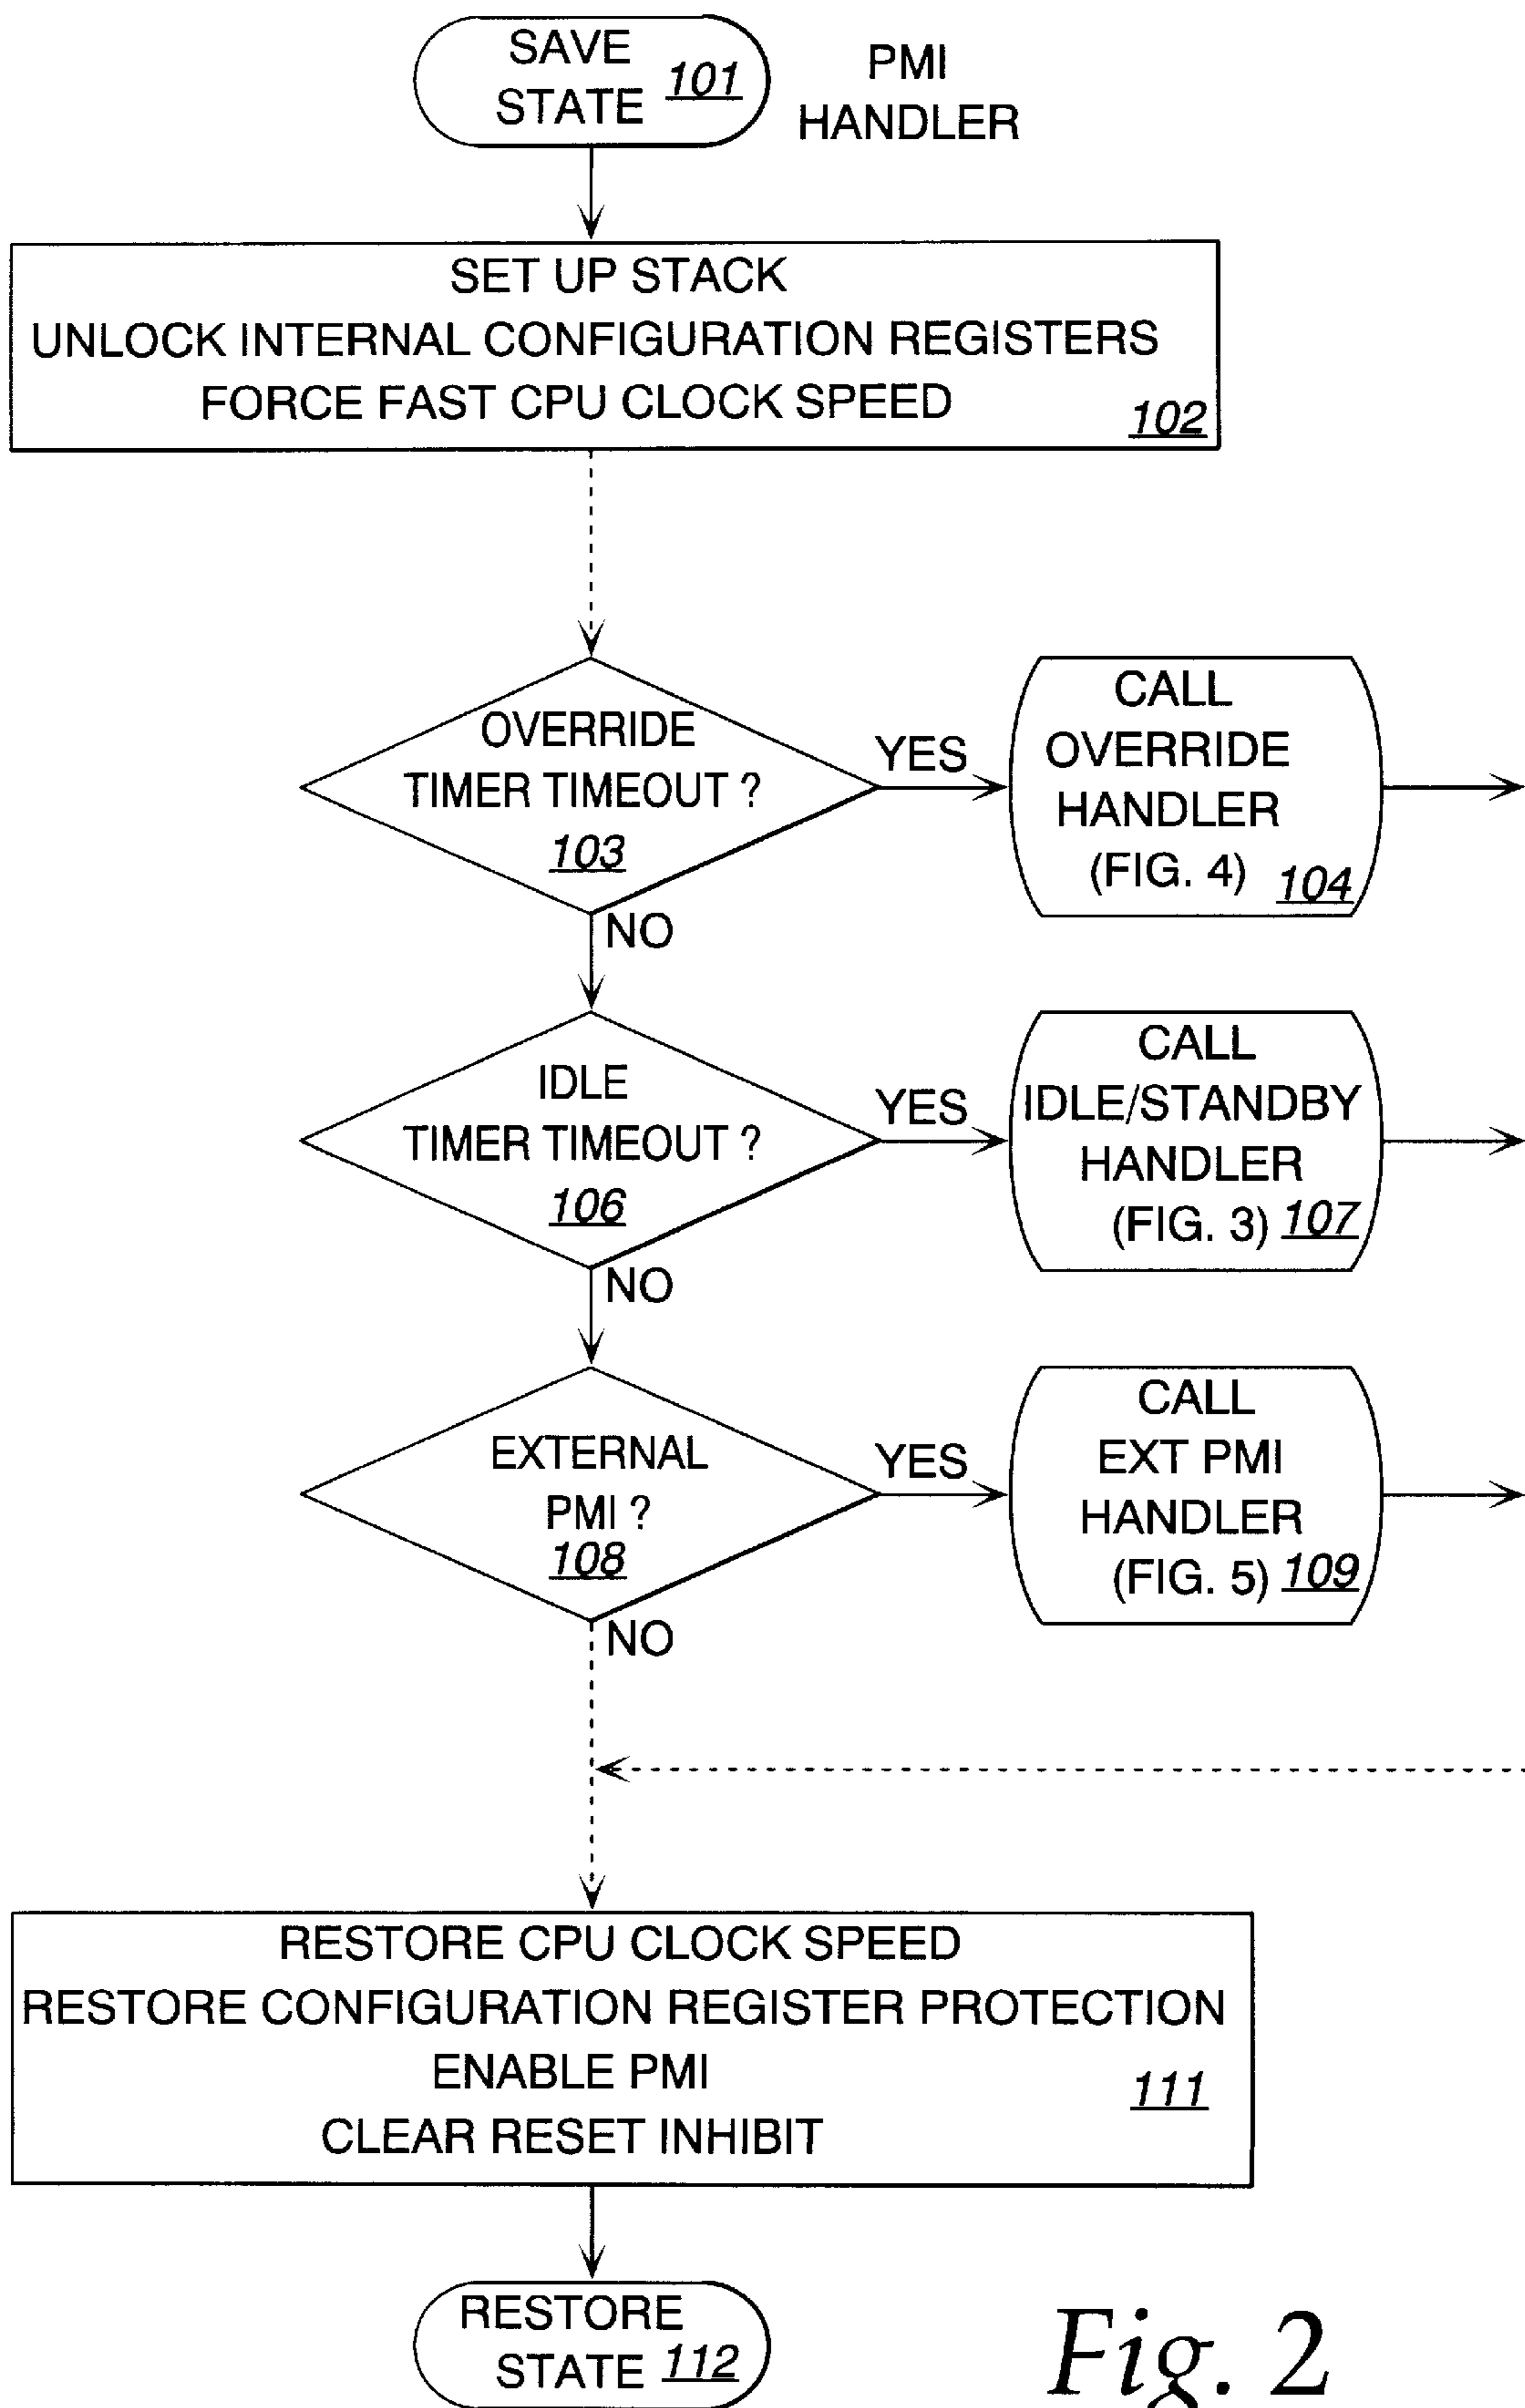 SAVE
STATE 101
PMI
HANDLER
SET UP STACK
UNLOCK INTERNAL CONFIGURATION REGISTERS
FORCE FAST CPU CLOCK SPEED
102
OVERRIDE
TIMER TIMEOUT ?
103
YES
NO
CALL
OVERRIDE
HANDLER
(FIG. 4) 104
IDLE
TIMER TIMEOUT ?
106
YES
NO
CALL
IDLE/STANDBY
HANDLER
(FIG. 3) 107
EXTERNAL
PMI ?
108
YES
NO
CALL
EXT PMI
HANDLER
(FIG. 5) 109
RESTORE CPU CLOCK SPEED
RESTORE CONFIGURATION REGISTER PROTECTION
ENABLE PMI
CLEAR RESET INHIBIT
111
RESTORE
STATE 112
Fig. 2